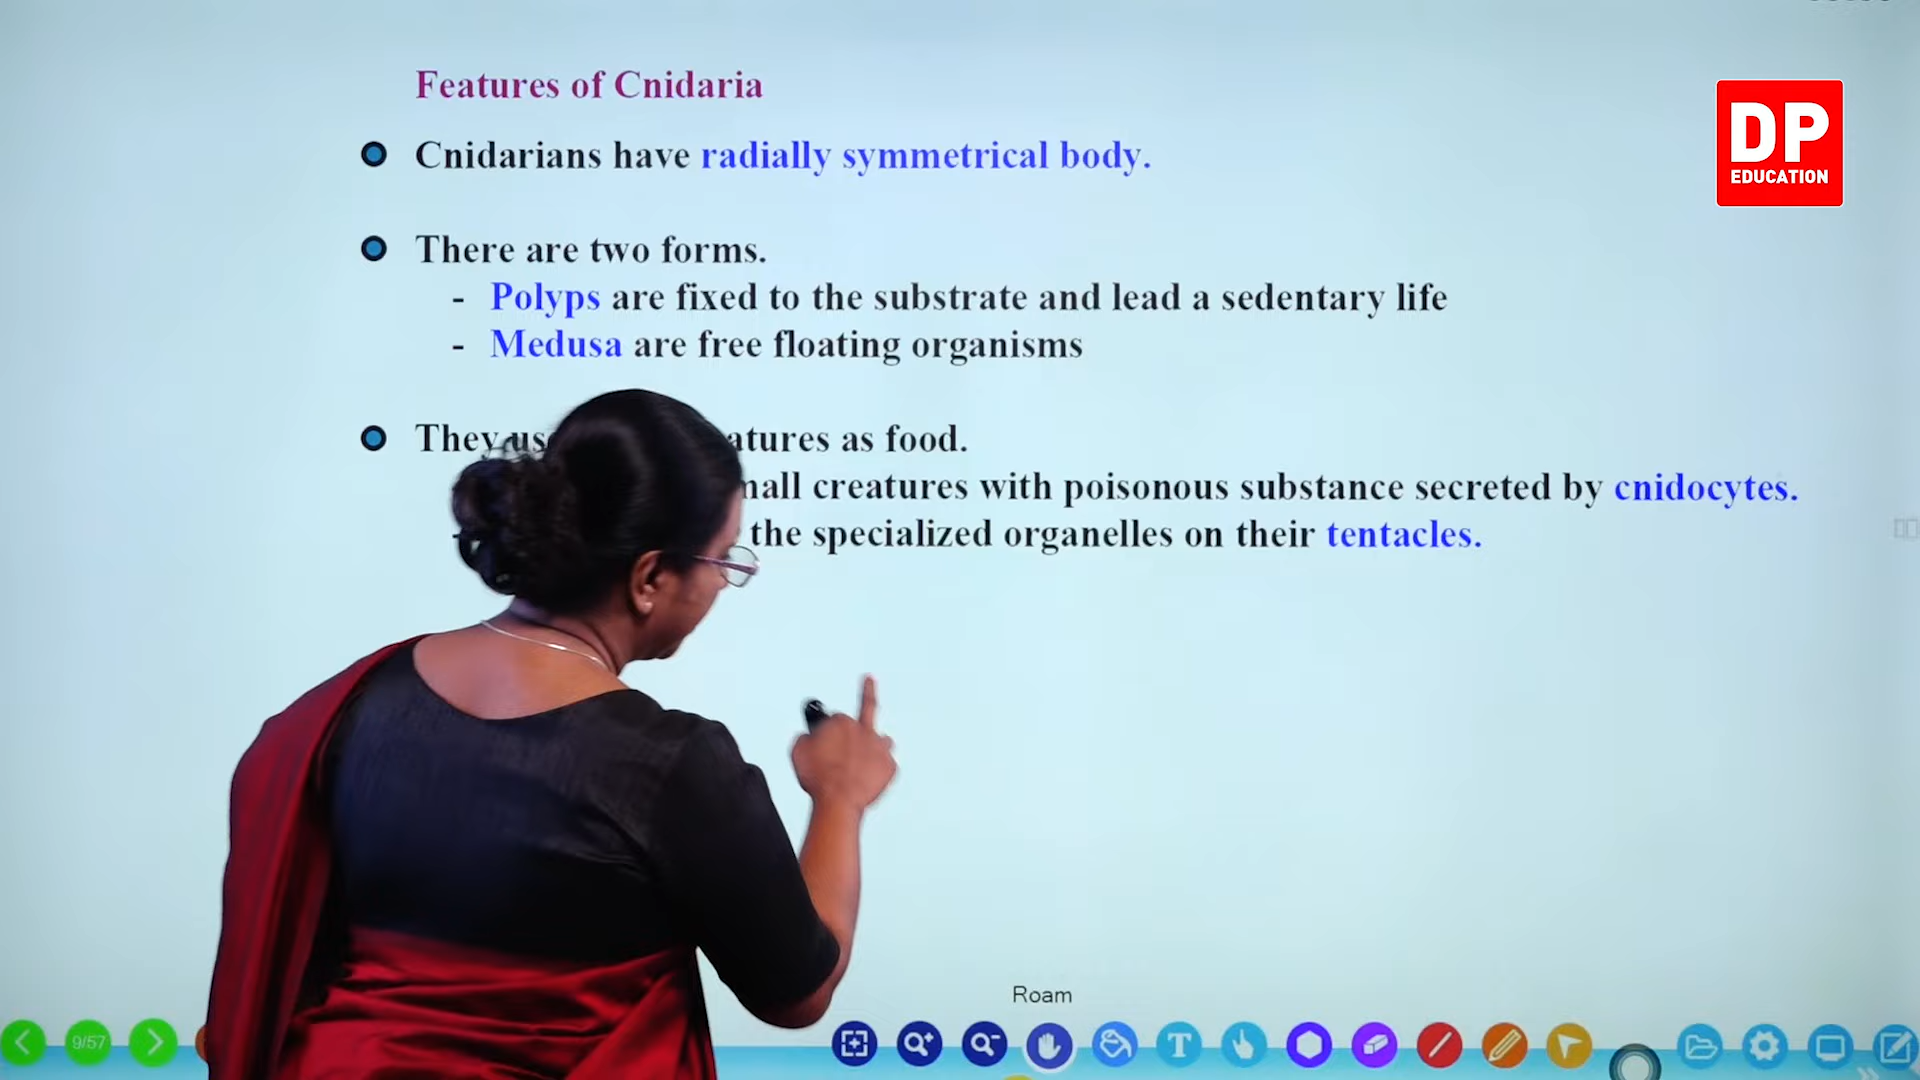 Features of Cnidaria
DP
EDUCATION
Cnidarians have radially symmetrical body.
There are two forms.
- Polyps are fixed to the substrate and lead a sedentary life
- Medusa are free floating organisms
They as food.
creatures with poisonous substance secreted by cnidocytes.
the specialized organelles on their tentacles.
Roam
9/57
T